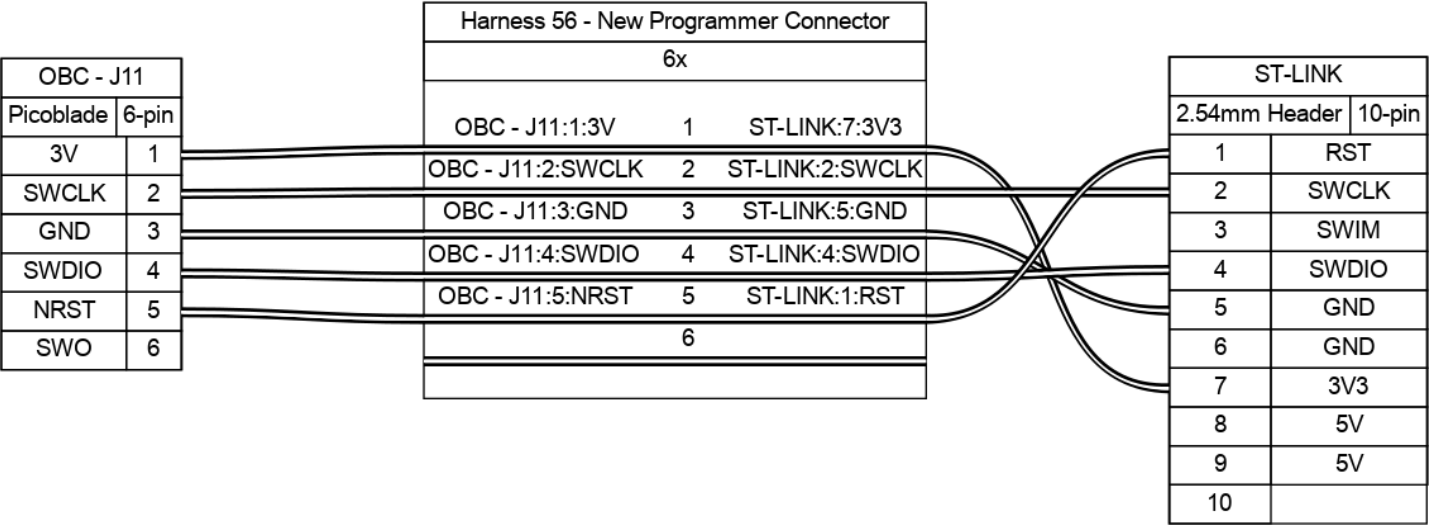 Harness 56 - New Programmer Connector
6x
OBC - J11:1:3V 1 ST-LINK:7:3V3
OBC - J11:2:SWCLK 2 ST-LINK:2:SWCLK
OBC - J11:3:GND 3 ST-LINK:5:GND
OBC - J11:4:SWDIO 4 ST-LINK:4:SWDIO
OBC - J11:5:NRST 5 ST-LINK:1:RST
6
OBC - J11
Picoblade 6-pin
3V 1
SWCLK 2
GND 3
SWDIO 4
NRST 5
SWO 6
ST-LINK
2.54mm Header 10-pin
1 RST
2 SWCLK
3 SWIM
4 SWDIO
5 GND
6 GND
7 3V3
8 5V
9 5V
10